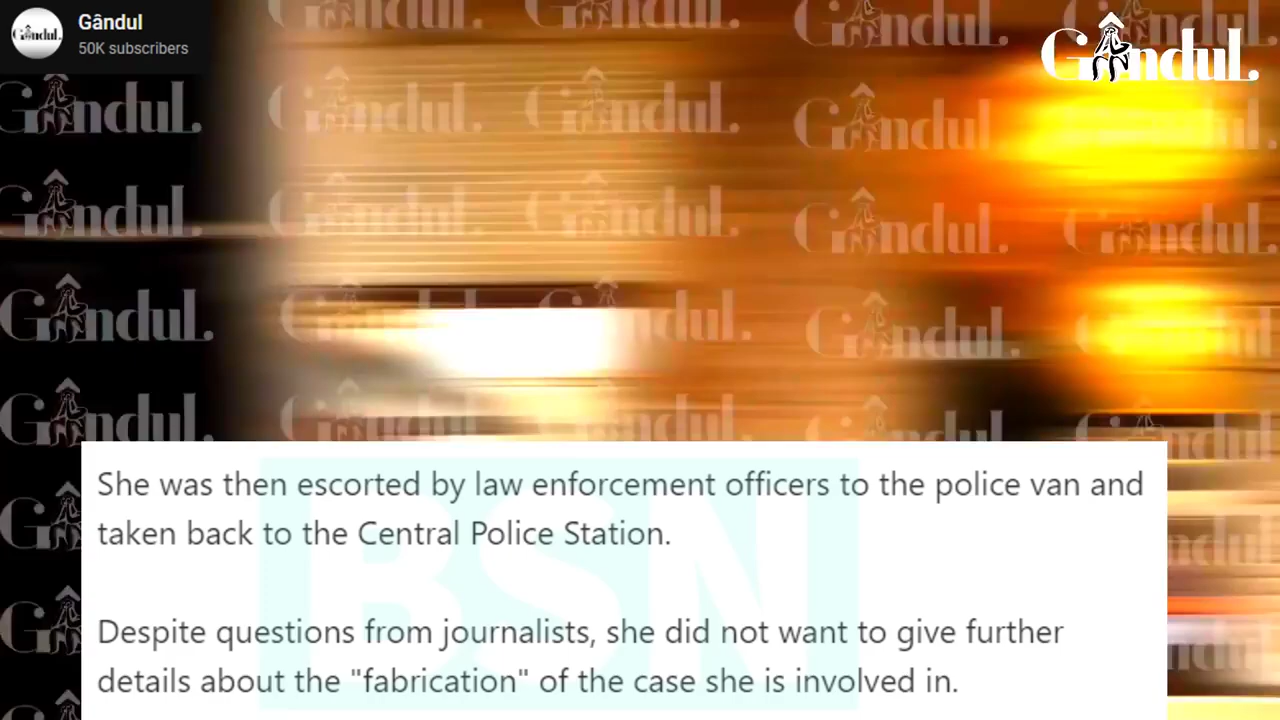 Gândul
50K subscribers
Gândul.
She was then escorted by law enforcement officers to the police van and
taken back to the Central Police Station.
BSN
Despite questions from journalists, she did not want to give further
details about the "fabrication" of the case she is involved in.